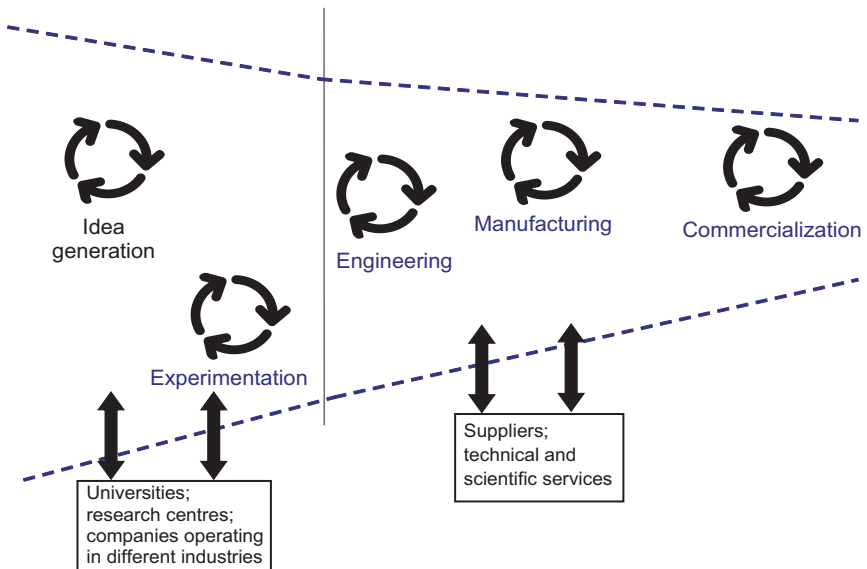 Idea
generation
Experimentation
Engineering
Manufacturing
Commercialization
Universities;
research centres;
companies operating
in different industries
Suppliers;
technical and
scientific services